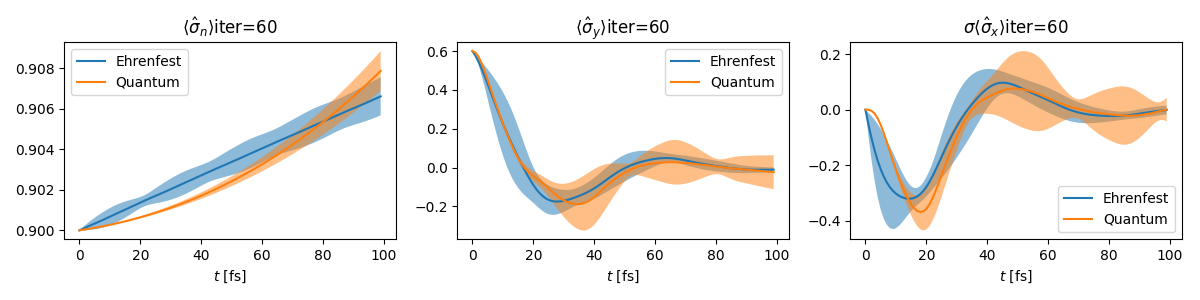 ⟨σ̂ₙ⟩iter=60
0.908
0.906
0.904
0.902
0.900
Ehrenfest
Quantum
0 20 40 60 80 100
t [fs]
⟨σ̂ᵧ⟩iter=60
0.6
0.4
0.2
0.0
−0.2
Ehrenfest
Quantum
0 20 40 60 80 100
t [fs]
σ⟨σ̂ₓ⟩iter=60
0.2
0.0
−0.2
−0.4
Ehrenfest
Quantum
0 20 40 60 80 100
t [fs]